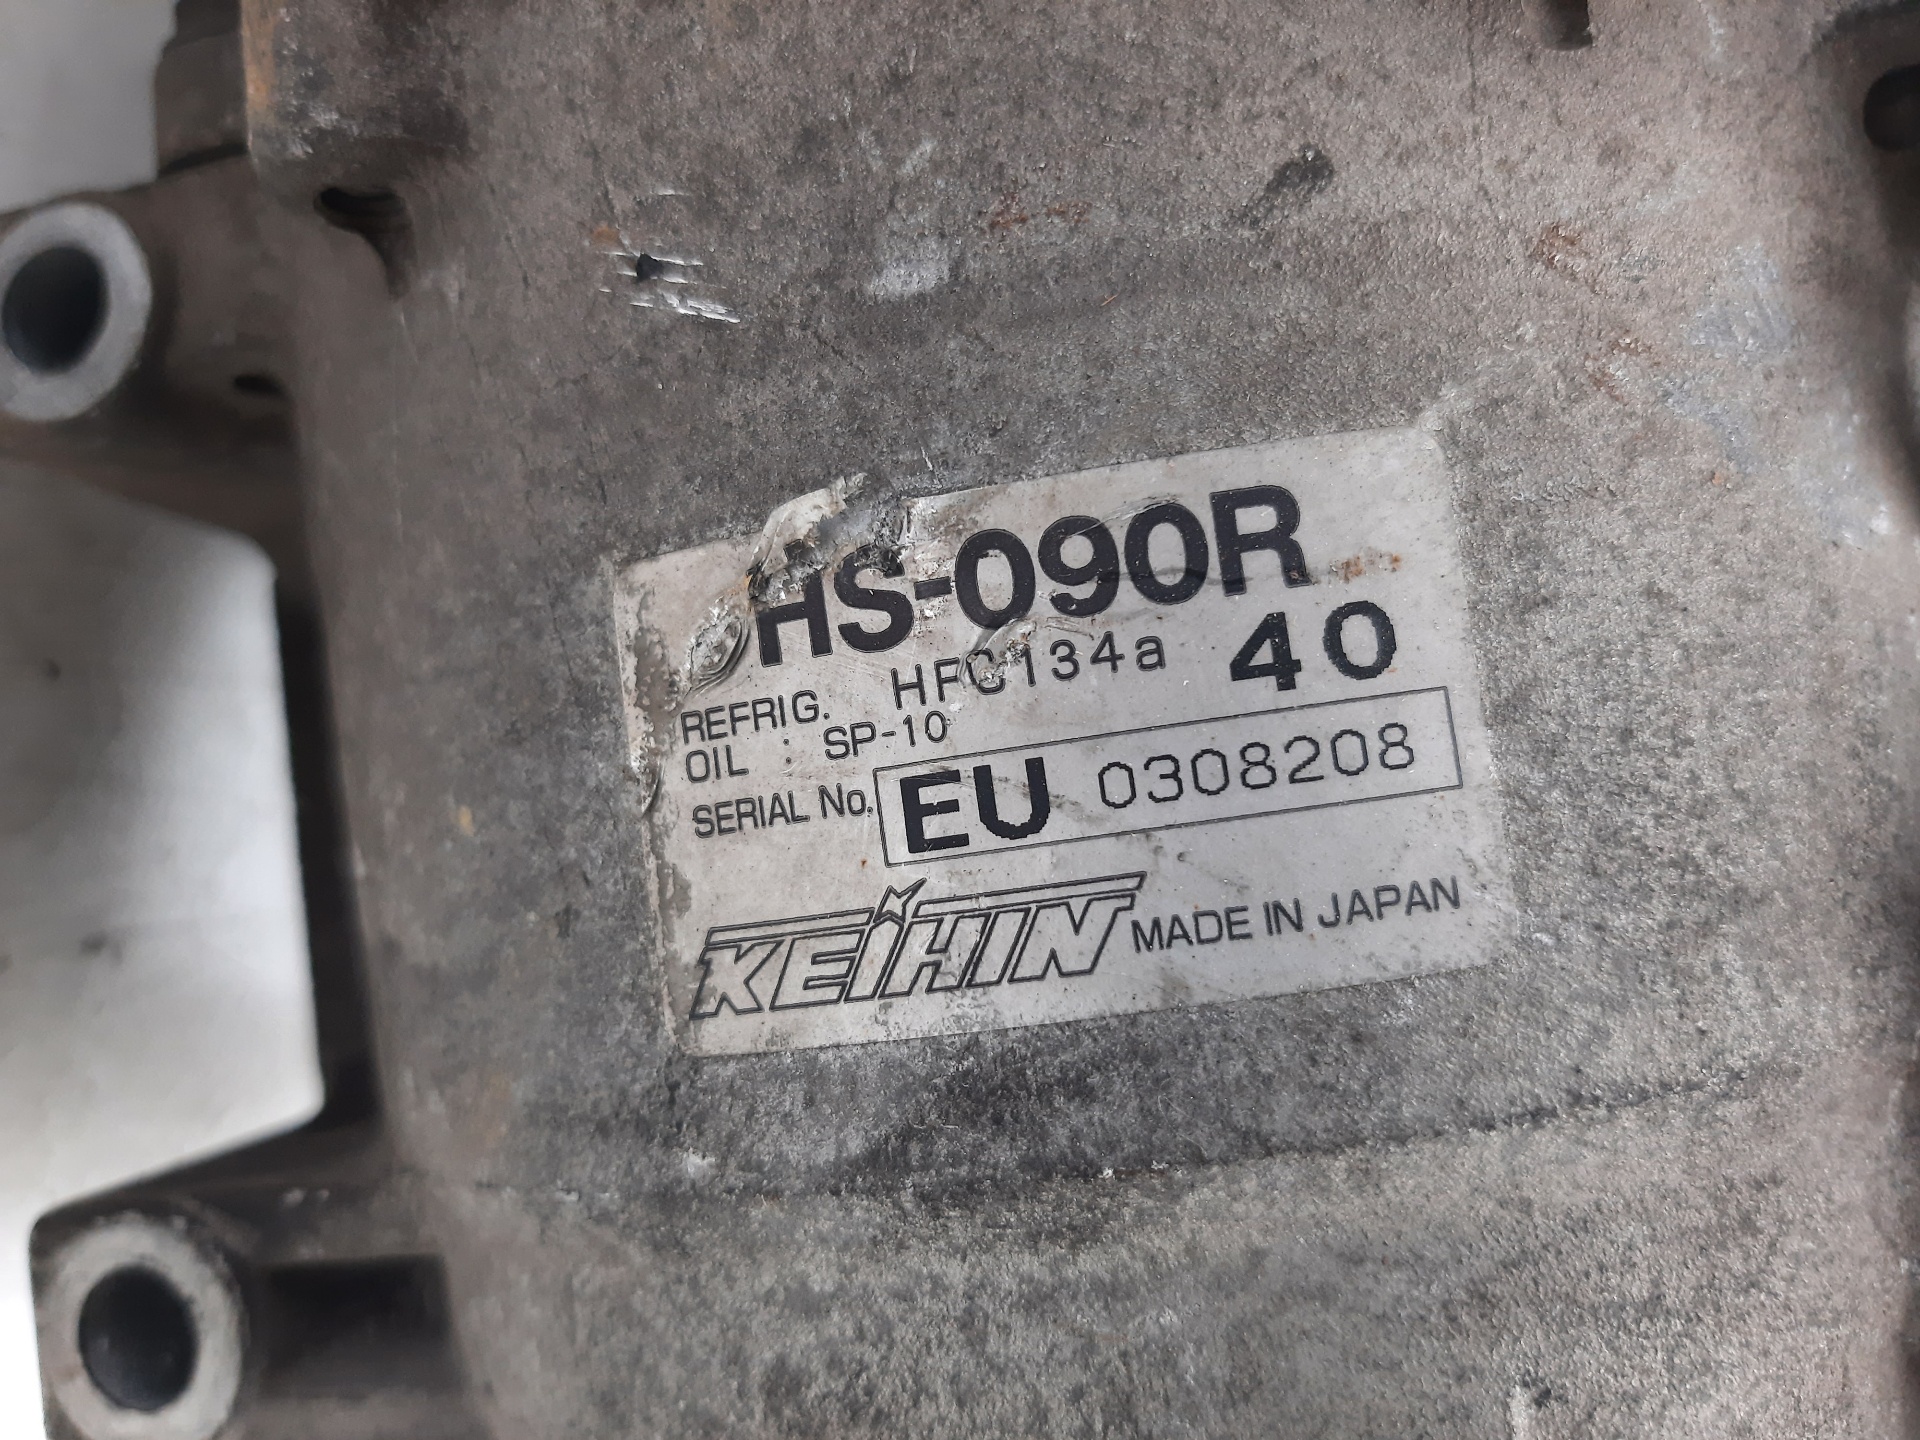 HS-090R
REFRIG. HFC134a 40
OIL : SP-10
SERIAL No. EU 0308208
KEIHIN MADE IN JAPAN